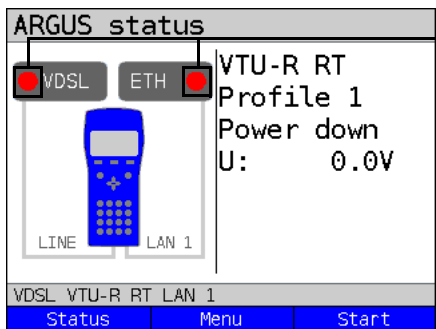 ARGUS status
VDSL ETH
VTU-R RT
Profile 1
Power down
U: 0.0V
LINE LAN 1
VDSL VTU-R RT LAN 1
Status Menu Start